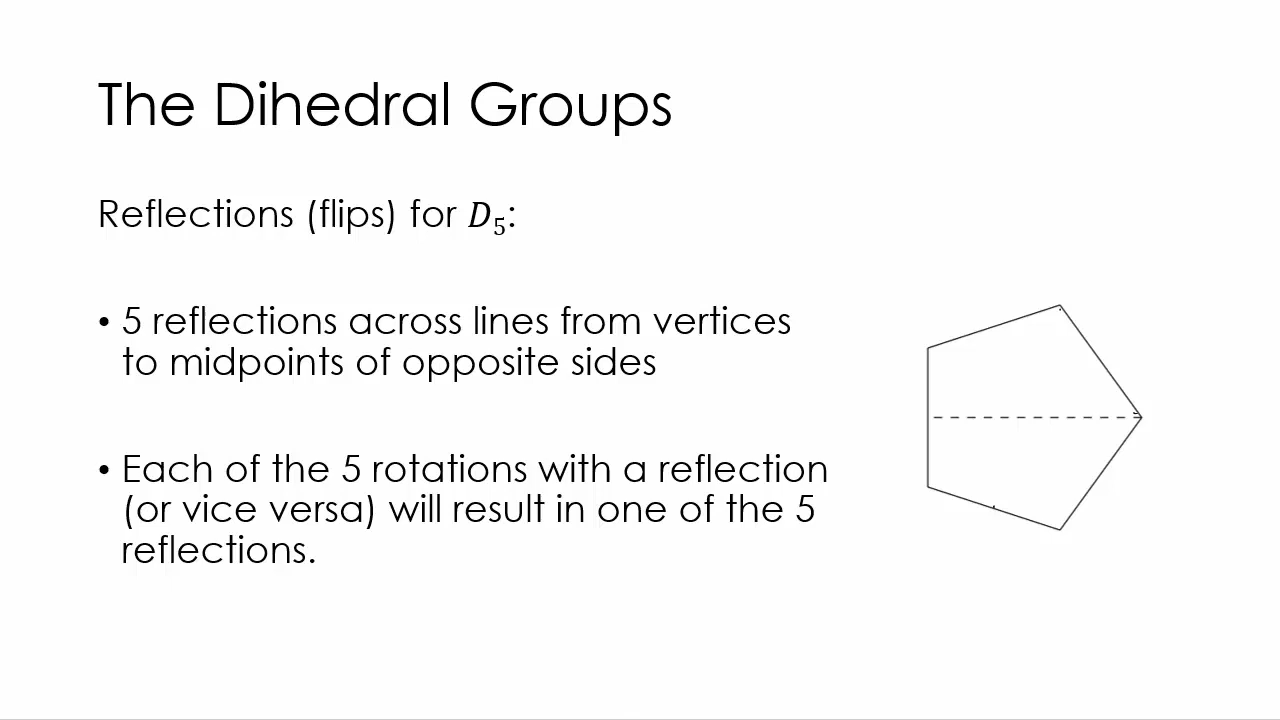 The Dihedral Groups
Reflections (flips) for D₅:
• 5 reflections across lines from vertices
to midpoints of opposite sides
• Each of the 5 rotations with a reflection
(or vice versa) will result in one of the 5
reflections.